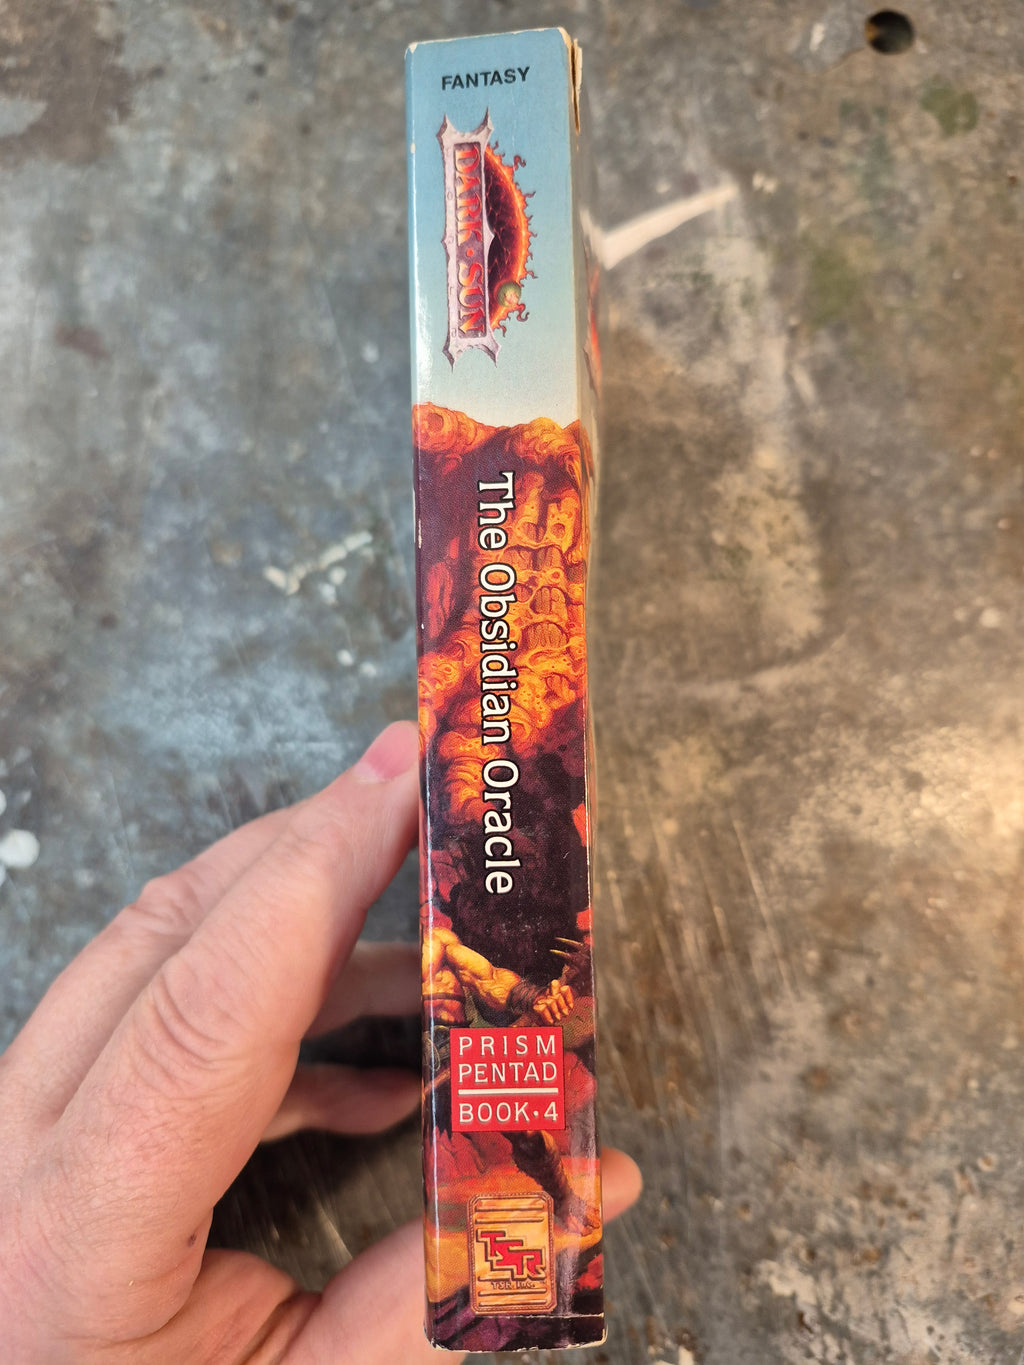 FANTASY
DARK·SUN
The Obsidian Oracle
PRISM
PENTAD
BOOK·4
TSR